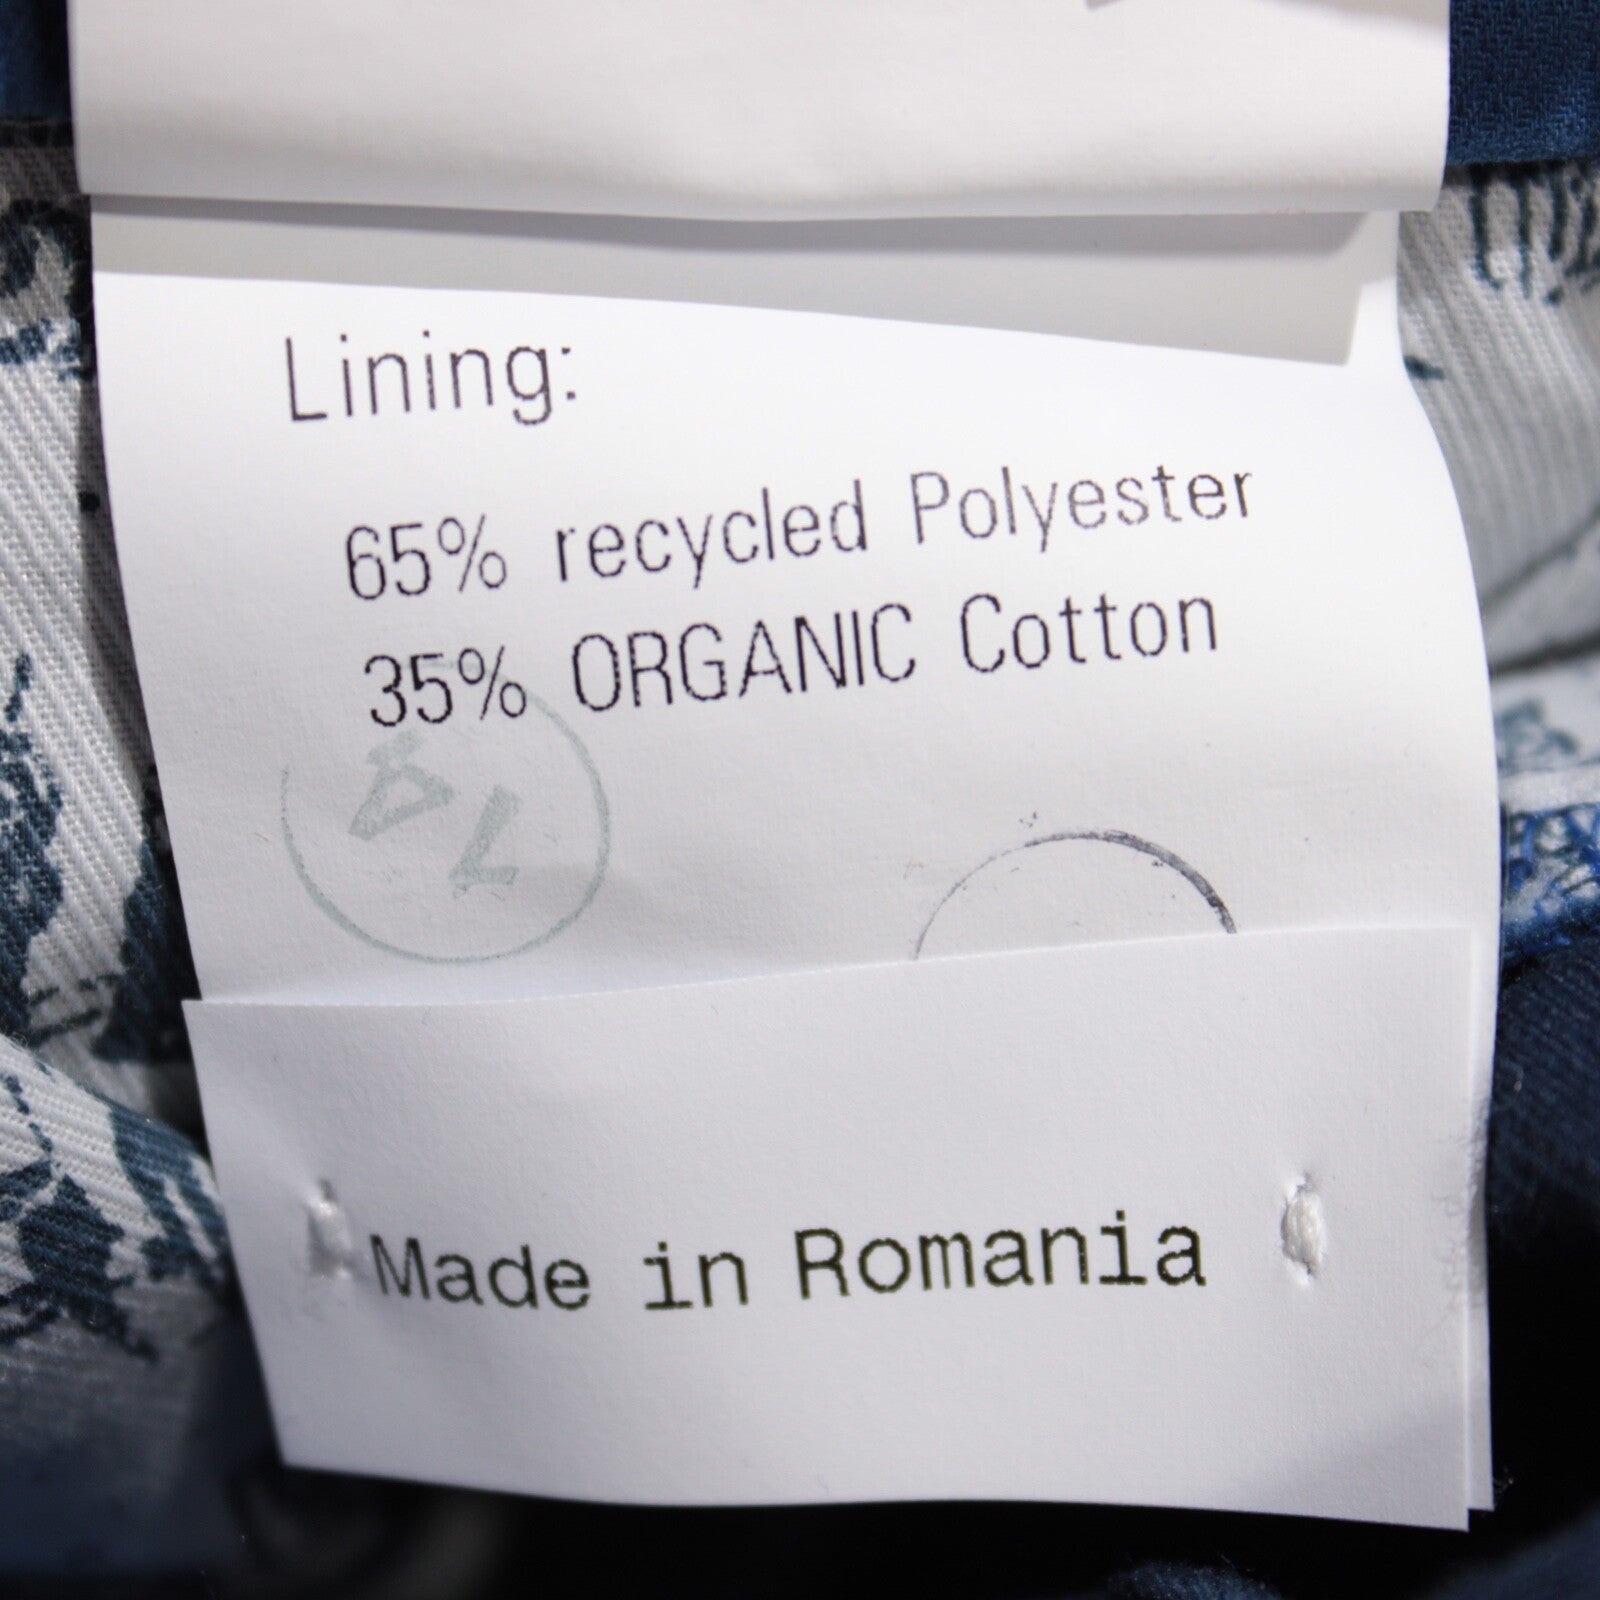 Lining:
65% recycled Polyester
35% ORGANIC Cotton
Made in Romania